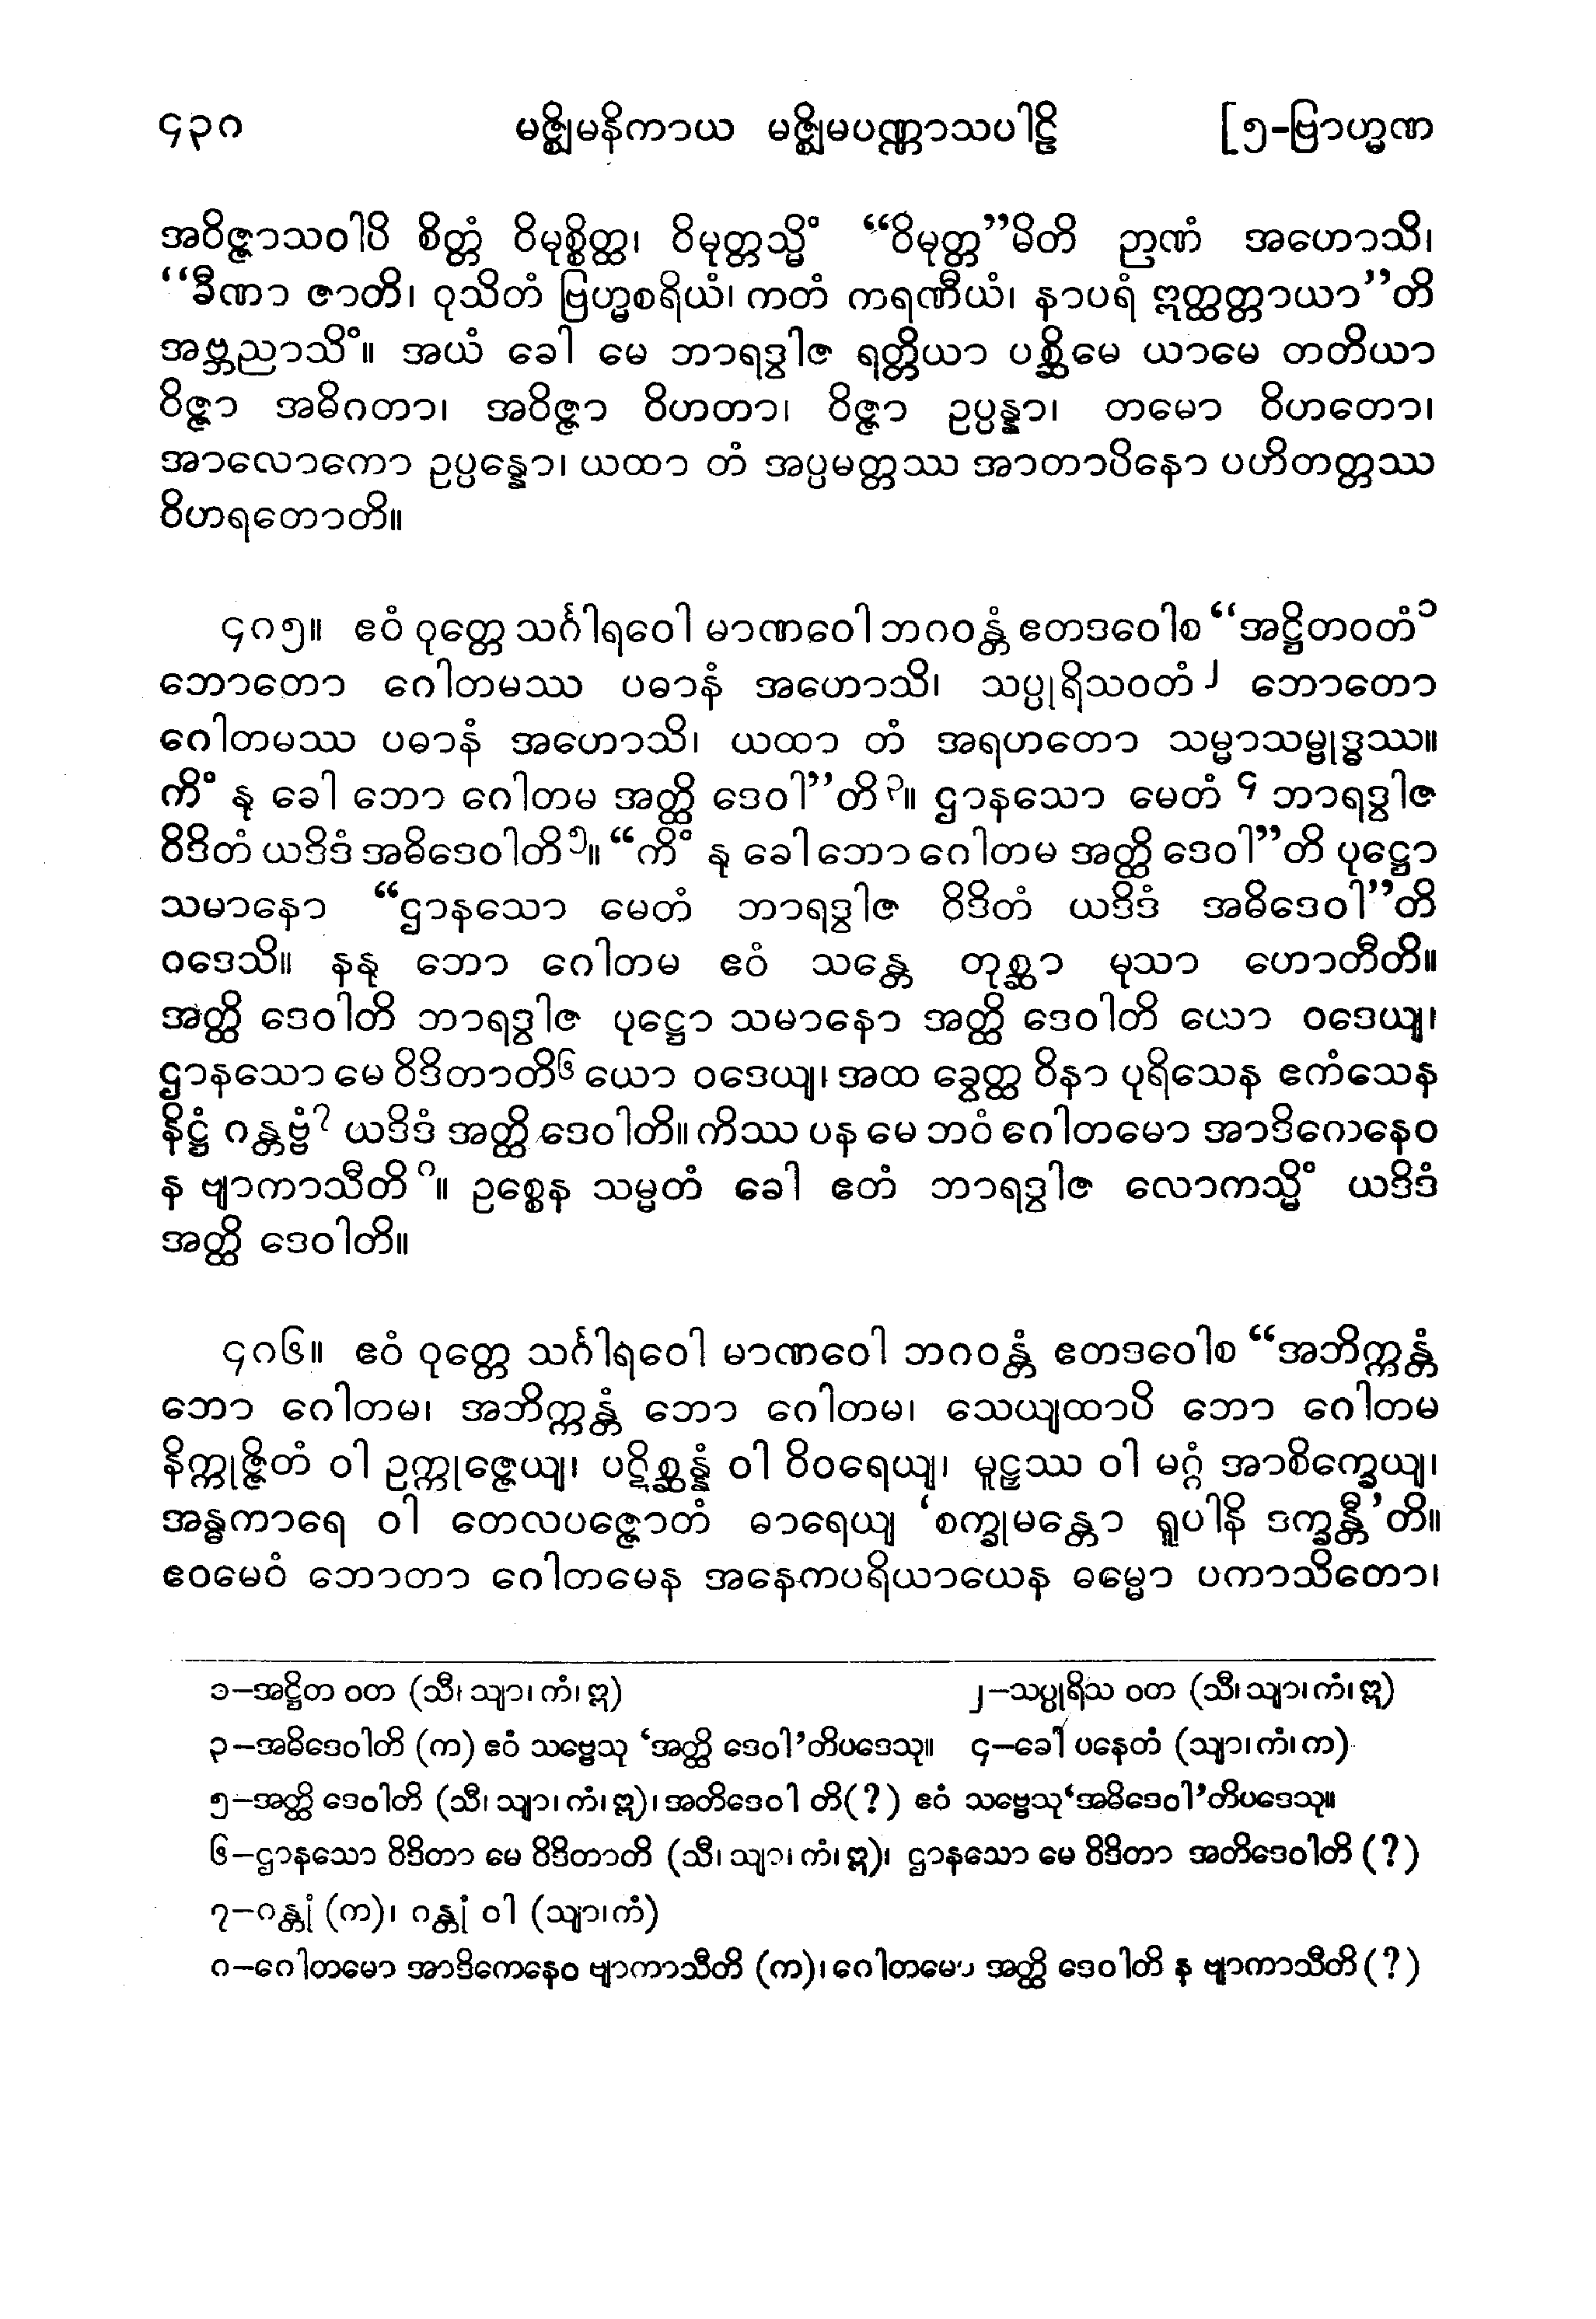 ၄၃ဂ မဇ္ဈိမနိကာယ မဇ္ဈိမပဏ္ဏာသပါဠိ [၅-ဗြာဟ္မဏ
အဝိဇ္ဇာသဝါပိ စိတ္တံ ဝိမုစ္စိတ္ထ၊ ဝိမုတ္တသ္မိံ “ဝိမုတ္တ”မိတိ ဉာဏံ အဟောသိ၊
“ခီဏာ ဇာတိ၊ ဝုသိတံ ဗြဟ္မစရိယံ၊ ကတံ ကရဏီယံ၊ နာပရံ ဣတ္ထတ္တာယာ”တိ
အဗ္ဘညာသိံ။ အယံ ခေါ မေ ဘာရဒွါဇ ရတ္တိယာ ပစ္ဆိမေ ယာမေ တတိယာ
ဝိဇ္ဇာ အဓိဂတာ၊ အဝိဇ္ဇာ ဝိဟတာ၊ ဝိဇ္ဇာ ဥပ္ပန္နာ၊ တမော ဝိဟတော၊
အာလောကော ဥပ္ပန္နော၊ ယထာ တံ အပ္ပမတ္တဿ အာတာပိနော ပဟိတတ္တဿ
ဝိဟရတောတိ။
၄ဂ၅။ ဧဝံ ဝုတ္တေ သင်္ဂါရဝေါ မာဏဝေါ ဘဂဝန္တံ ဧတဒဝေါစ “အဋ္ဌိတဝတံ၁
ဘောတော ဂေါတမဿ ပဓာနံ အဟောသိ၊ သပ္ပုရိသဝတံ၂ ဘောတော
ဂေါတမဿ ပဓာနံ အဟောသိ၊ ယထာ တံ အရဟတော သမ္မာသမ္ဗုဒ္ဓဿ။
ကိံ နု ခေါ ဘော ဂေါတမ အတ္ထိ ဒေဝါ”တိ၃။ ဌာနသော မေတံ၄ ဘာရဒွါဇ
ဝိဒိတံ ယဒိဒံ အဓိဒေဝါတိ၅။ “ကိံ နု ခေါ ဘော ဂေါတမ အတ္ထိ ဒေဝါ”တိ ပုဋ္ဌော
သမာနော “ဌာနသော မေတံ ဘာရဒွါဇ ဝိဒိတံ ယဒိဒံ အဓိဒေဝါ”တိ
ဝဒေသိ။ နနု ဘော ဂေါတမ ဧဝံ သန္တေ တုစ္ဆာ မုသာ ဟောတီတိ။
အတ္ထိ ဒေဝါတိ ဘာရဒွါဇ ပုဋ္ဌော သမာနော အတ္ထိ ဒေဝါတိ ယော ဝဒေယျ၊
ဌာနသော မေ ဝိဒိတာတိ၆ ယော ဝဒေယျ၊ အထ ခွေတ္ထ ဝိနာ ပုရိသေန ဧကံသေန
နိဋ္ဌံ ဂန္တဗ္ဗံ၇ ယဒိဒံ အတ္ထိ ဒေဝါတိ။ ကိဿ ပန မေ ဘဝံ ဂေါတမော အာဒိကေနေဝ
န ဗျာကာသီတိ၈။ ဥစ္စေန သမ္မတံ ခေါ ဧတံ ဘာရဒွါဇ လောကသ္မိံ ယဒိဒံ
အတ္ထိ ဒေဝါတိ။
၄ဂ၆။ ဧဝံ ဝုတ္တေ သင်္ဂါရဝေါ မာဏဝေါ ဘဂဝန္တံ ဧတဒဝေါစ “အဘိက္ကန္တံ
ဘော ဂေါတမ၊ အဘိက္ကန္တံ ဘော ဂေါတမ၊ သေယျထာပိ ဘော ဂေါတမ
နိက္ကုဇ္ဇိတံ ဝါ ဥက္ကုဇ္ဇေယျ၊ ပဋိစ္ဆန္နံ ဝါ ဝိဝရေယျ၊ မူဠှဿ ဝါ မဂ္ဂံ အာစိက္ခေယျ၊
အန္ဓကာရေ ဝါ တေလပဇ္ဇောတံ ဓာရေယျ ‘စက္ခုမန္တော ရူပါနိ ဒက္ခန္တီ’တိ။
ဧဝမေဝံ ဘောတာ ဂေါတမေန အနေကပရိယာယေန ဓမ္မော ပကာသိတော၊
၁–အဋ္ဌိတ ဝတ (သီ၊ သျာ၊ ကံ၊ ဣ) ၂–သပ္ပုရိသ ဝတ (သီ၊ သျာ၊ ကံ၊ ဣ)
၃–အဓိဒေဝါတိ (က) ဧဝံ သဗ္ဗေသု ‘အတ္ထိ ဒေဝါ’တိပဒေသု။ ၄–ခေါ ပနေတံ (သျာ၊ ကံ၊ က)
၅–အတ္ထိ ဒေဝါတိ (သီ၊ သျာ၊ ကံ၊ ဣ)၊ အတိဒေဝါ တိ(?) ဧဝံ သဗ္ဗေသု‘အဓိဒေဝါ’တိပဒေသု။
၆–ဌာနသော ဝိဒိတာ မေ ဝိဒိတာတိ (သီ၊ သျာ၊ ကံ၊ ဣ)၊ ဌာနသော မေ ဝိဒိတာ အတိဒေဝါတိ (?)
၇–ဂန္တုံ (က)၊ ဂန္တုံ ဝါ (သျာ၊ ကံ)
၈–ဂေါတမော အာဒိကေနေဝ ဗျာကာသီတိ (က)၊ ဂေါတမော အတ္ထိ ဒေဝါတိ န ဗျာကာသီတိ (?)